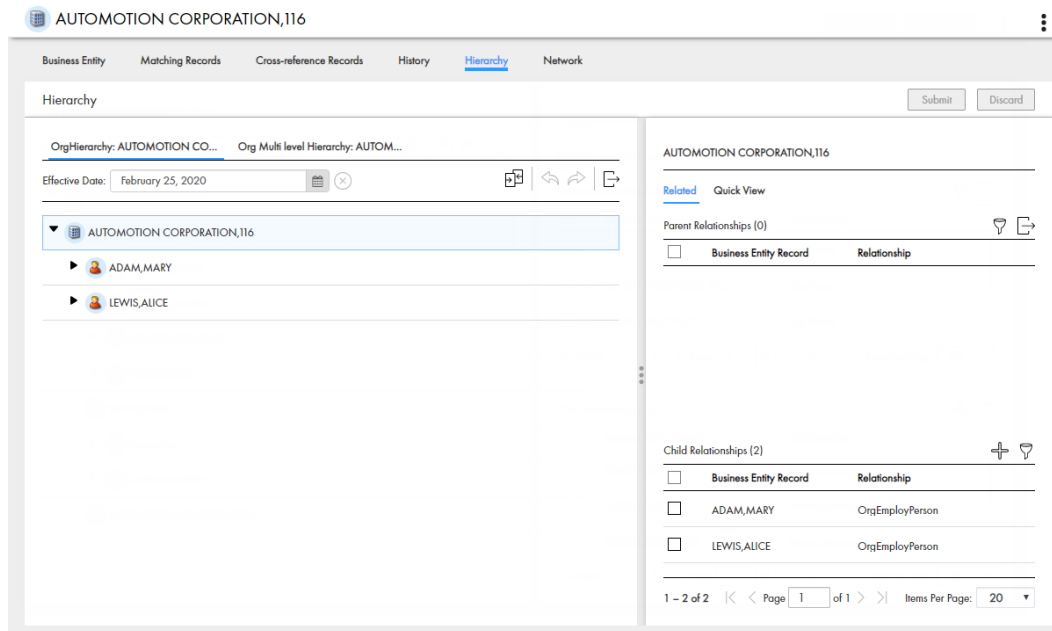 AUTOMOTION CORPORATION,116
Business Entity Matching Records Cross-reference Records History Hierarchy Network
Hierarchy
Submit Discard
OrgHierarchy: AUTOMOTION CO... Org Multi level Hierarchy: AUTOM...
Effective Date: February 25, 2020
AUTOMOTION CORPORATION,116
ADAM,MARY
LEWIS,ALICE
AUTOMOTION CORPORATION,116
Related Quick View
Parent Relationships (0)
Business Entity Record Relationship
Child Relationships (2)
Business Entity Record Relationship
ADAM,MARY OrgEmployPerson
LEWIS,ALICE OrgEmployPerson
1 – 2 of 2 Page 1 of 1 Items Per Page: 20